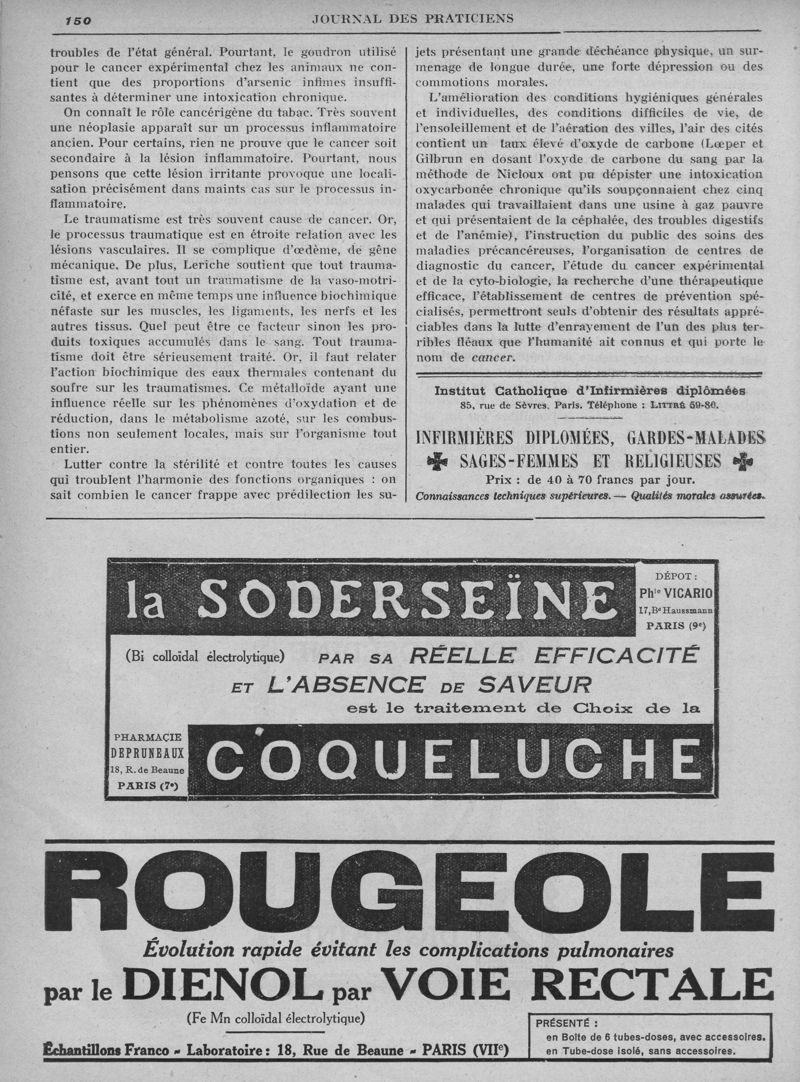 150
JOURNAL DES PRATICIENS
troubles de l'état général. Pourtant, le goudron utilisé
pour le cancer expérimental chez les animaux ne con-
tient que des proportions d'arsenic infimes insuffi-
santes à déterminer une intoxication chronique.
On connaît le rôle cancérigène du tabac. Très souvent
une néoplasie apparaît sur un processus inflammatoire
ancien. Pour certains, rien ne prouve que le cancer soit
secondaire à la lésion inflammatoire. Pourtant, nous
pensons que cette lésion irritante provoque une locali-
sation précisément dans maints cas sur le processus in-
flammatoire.
Le traumatisme est très souvent cause de cancer. Or,
le processus traumatique est en étroite relation avec les
lésions vasculaires. Il se complique d'œdème, de gêne
mécanique. De plus, Leriche soutient que tout trauma-
tisme est, avant tout un traumatisme de la vaso-motri-
cité, et exerce en même temps une influence biochimique
néfaste sur les muscles, les ligaments, les nerfs et les
autres tissus. Quel peut être ce facteur sinon les pro-
duits toxiques accumulés dans le sang. Tout trauma-
tisme doit être sérieusement traité. Or, il faut relater
l'action biochimique des eaux thermales contenant du
soufre sur les traumatismes. Ce métalloïde ayant une
influence réelle sur les phénomènes d'oxydation et de
réduction, dans le métabolisme azoté, sur les combus-
tions non seulement locales, mais sur l'organisme tout
entier.
Lutter contre la stérilité et contre toutes les causes
qui troublent l'harmonie des fonctions organiques : on
sait combien le cancer frappe avec prédilection les su-
jets présentant une grande déchéance physique, un sur-
menage de longue durée, une forte dépression ou des
commotions morales.
L'amélioration des conditions hygiéniques générales
et individuelles, des conditions difficiles de vie, de
l'ensoleillement et de l'aération des villes, l'air des cités
contient un taux élevé d'oxyde de carbone (Lœper et
Gilbrun en dosant l'oxyde de carbone du sang par la
méthode de Nicloux ont pu dépister une intoxication
oxycarbonée chronique qu'ils soupçonnaient chez cinq
malades qui travaillaient dans une usine à gaz pauvre
et qui présentaient de la céphalée, des troubles digestifs
et de l'anémie), l'instruction du public des soins des
maladies précancéreuses, l'organisation de centres de
diagnostic du cancer, l'étude du cancer expérimental
et de la cyto-biologie, la recherche d'une thérapeutique
efficace, l'établissement de centres de prévention spé-
cialisés, permettront seuls d'obtenir des résultats appré-
ciables dans la lutte d'enrayement de l'un des plus ter-
ribles fléaux que l'humanité ait connus et qui porte le
nom de cancer.
Institut Catholique d'Infirmières diplômées
85, rue de Sèvres, Paris. Téléphone : LITTRÉ 59-80.
INFIRMIÈRES DIPLOMÉES, GARDES-MALADES
SAGES-FEMMES ET RELIGIEUSES
Prix : de 40 à 70 francs par jour.
Connaissances techniques supérieures. — Qualités morales assurées.
la SODERSEÏNE
DÉPOT :
Phie VICARIO
17, Bd Haussmann
PARIS (9e)
(Bi colloïdal électrolytique) PAR SA RÉELLE EFFICACITÉ
ET L'ABSENCE DE SAVEUR
est le traitement de Choix de la
PHARMACIE
DEPRUNEAUX
18, R. de Beaune
PARIS (7e)
COQUELUCHE
ROUGEOLE
Évolution rapide évitant les complications pulmonaires
par le DIENOL par VOIE RECTALE
(Fe Mn colloïdal électrolytique)
Échantillons Franco - Laboratoire : 18, Rue de Beaune - PARIS (VIIe)
PRÉSENTÉ :
en Boîte de 6 tubes-doses, avec accessoires.
en Tube-dose isolé, sans accessoires.